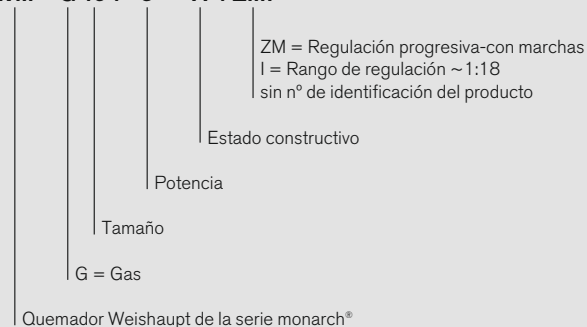 ZM = Regulación progresiva-con marchas
I = Rango de regulación ~1:18
sin nº de identificación del producto
Estado constructivo
Potencia
Tamaño
G = Gas
Quemador Weishaupt de la serie monarch®